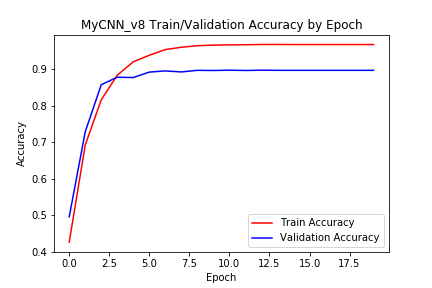 MyCNN_v8 Train/Validation Accuracy by Epoch
Accuracy
0.9
0.8
0.7
0.6
0.5
0.4
0.0 2.5 5.0 7.5 10.0 12.5 15.0 17.5
Epoch
Train Accuracy
Validation Accuracy